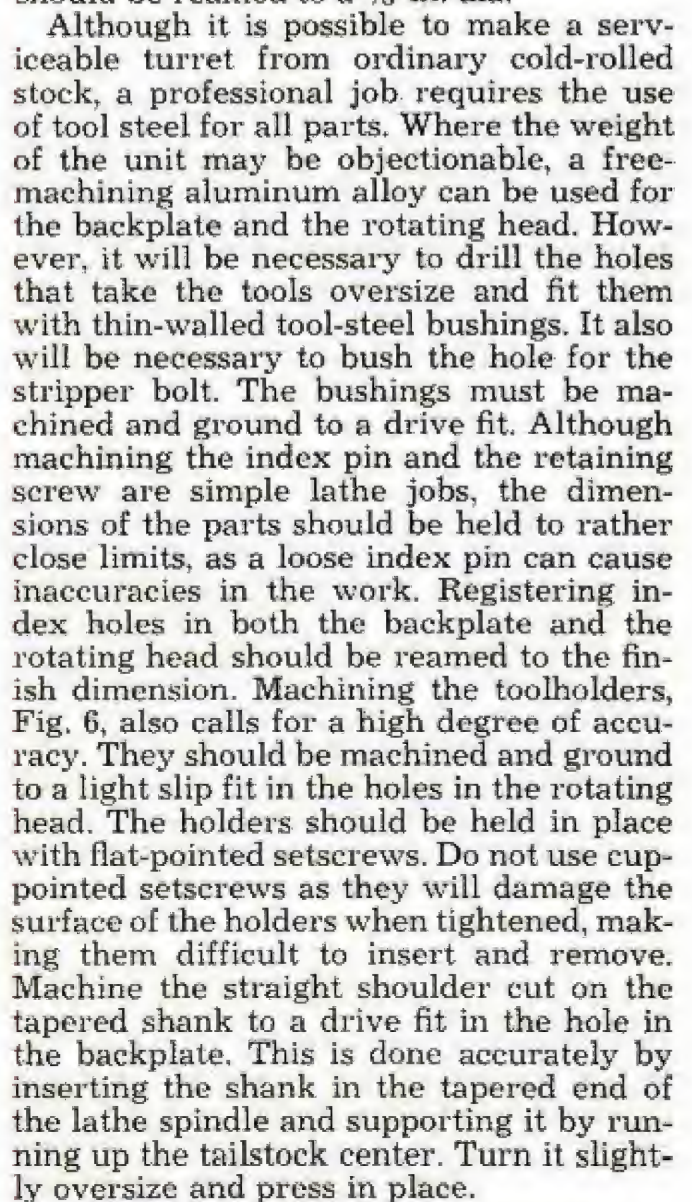 Although it is possible to make a serv-
iceable turret from ordinary cold-rolled
stock, a professional job requires the use
of tool steel for all parts. Where the weight
of the unit may be objectionable, a free-
machining aluminum alloy can be used for
the backplate and the rotating head. How-
ever, it will be necessary to drill the holes
that take the tools oversize and fit them
with thin-walled tool-steel bushings. It also
will be necessary to bush the hole for the
stripper bolt. The bushings must be ma-
chined and ground to a drive fit. Although
machining the index pin and the retaining
screw are simple lathe jobs, the dimen-
sions of the parts should be held to rather
close limits, as a loose index pin can cause
inaccuracies in the work. Registering in-
dex holes in both the backplate and the
rotating head should be reamed to the fin-
ish dimension. Machining the toolholders,
Fig. 6, also calls for a high degree of accu-
racy. They should be machined and ground
to a light slip fit in the holes in the rotating
head. The holders should be held in place
with flat-pointed setscrews. Do not use cup-
pointed setscrews as they will damage the
surface of the holders when tightened, mak-
ing them difficult to insert and remove.
Machine the straight shoulder cut on the
tapered shank to a drive fit in the hole in
the backplate. This is done accurately by
inserting the shank in the tapered end of
the lathe spindle and supporting it by run-
ning up the tailstock center. Turn it slight-
ly oversize and press in place.